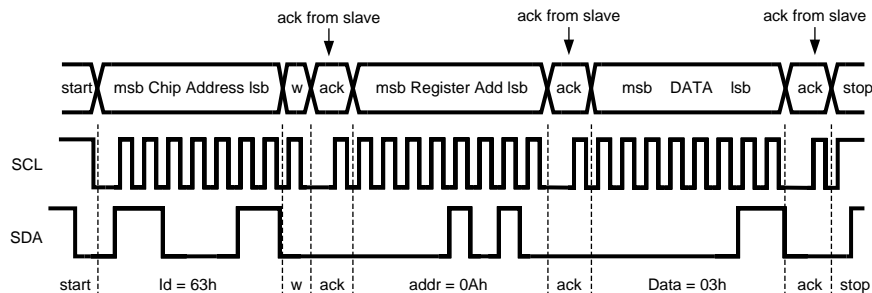 ack from slave ack from slave ack from slave
start msb Chip Address lsb w ack msb Register Add lsb ack msb DATA lsb ack stop
SCL
SDA
start Id = 63h w ack addr = 0Ah ack Data = 03h ack stop